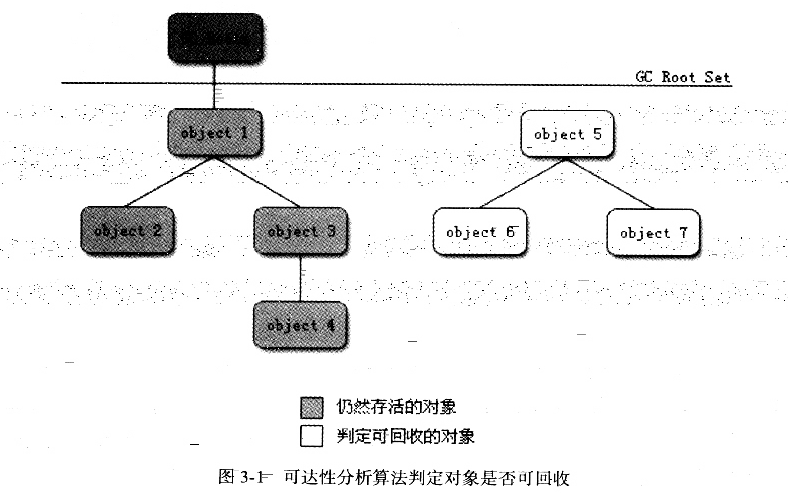 GC Root Set
object 1
object 5
object 2
object 3
object 6
object 7
object 4
仍然存活的对象
判定可回收的对象
图 3-1 可达性分析算法判定对象是否可回收